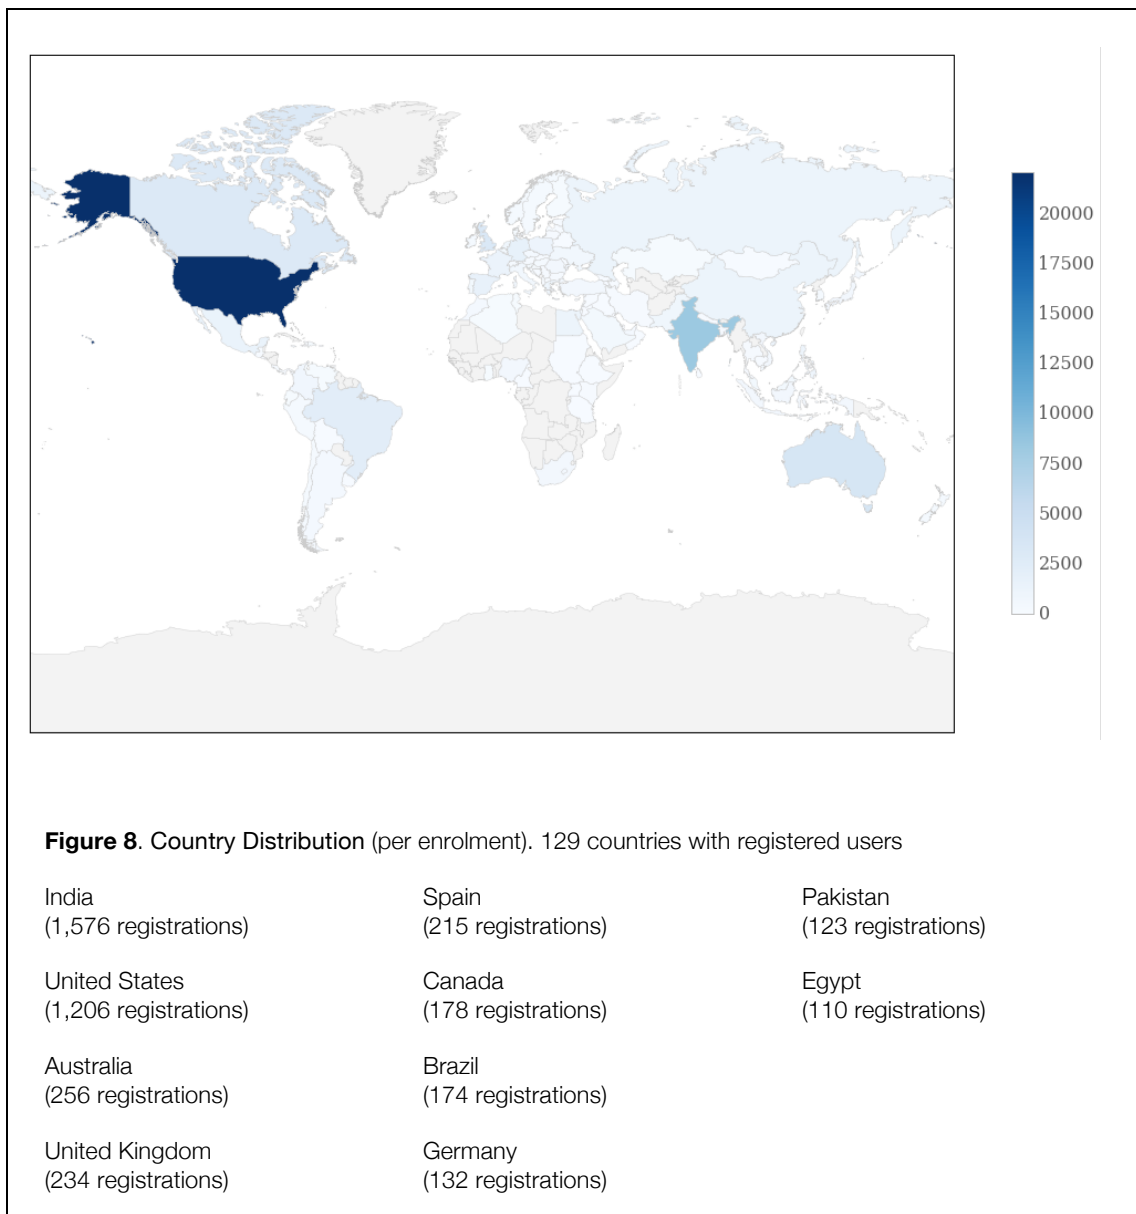 20000
17500
15000
12500
10000
7500
5000
2500
0
Figure 8. Country Distribution (per enrolment). 129 countries with registered users
India
(1,576 registrations)
United States
(1,206 registrations)
Australia
(256 registrations)
United Kingdom
(234 registrations)
Spain
(215 registrations)
Canada
(178 registrations)
Brazil
(174 registrations)
Germany
(132 registrations)
Pakistan
(123 registrations)
Egypt
(110 registrations)